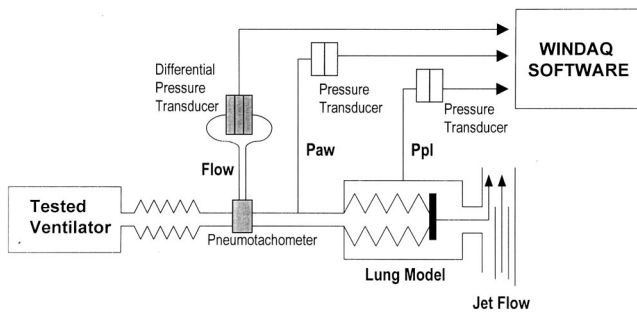 WINDAQ
SOFTWARE
Differential
Pressure
Transducer
Pressure
Transducer
Pressure
Transducer
Flow
Paw
Ppl
Tested
Ventilator
Pneumotachometer
Lung Model
Jet Flow